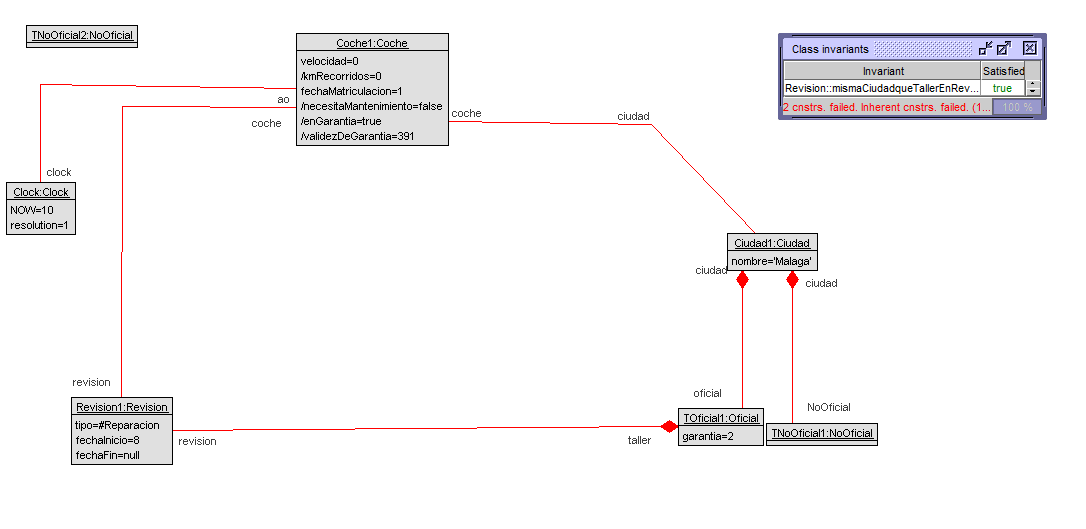 TNoOficial2:NoOficial
Coche1:Coche
velocidad=0
/kmRecorridos=0
fechaMatriculacion=1
/necesitaMantenimiento=false
/enGarantia=true
/validezDeGarantia=391
Class invariants
Invariant
Satisfied
Revision::mismaCiudadqueTallerEnRev...
true
2 cnstrs. failed. Inherent cnstrs. failed. (1...
100 %
ao
coche
coche
ciudad
clock
Clock:Clock
NOW=10
resolution=1
Ciudad1:Ciudad
nombre='Malaga'
ciudad
ciudad
revision
oficial
NoOficial
Revision1:Revision
tipo=#Reparacion
fechaInicio=8
fechaFin=null
revision
taller
TOficial1:Oficial
garantia=2
TNoOficial1:NoOficial